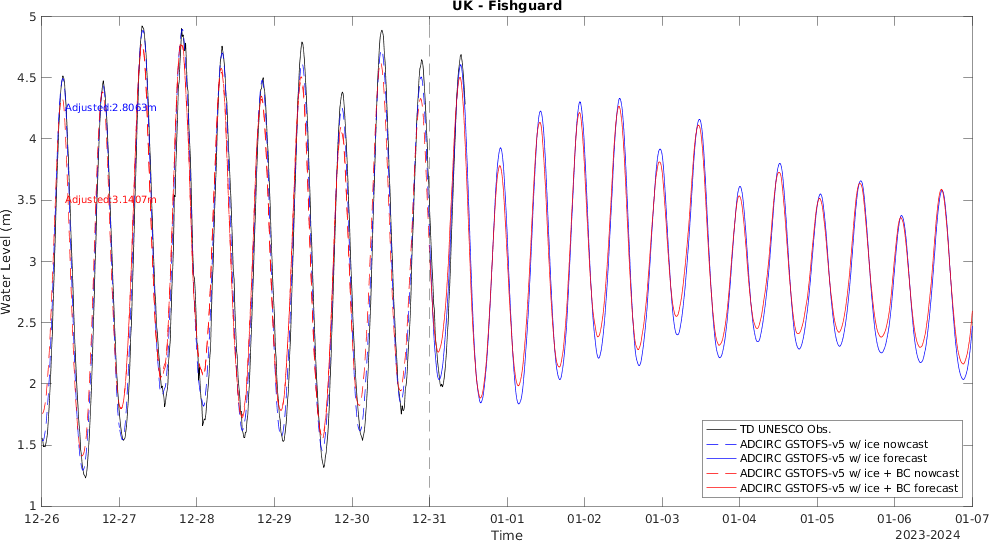 UK - Fishguard
5
4.5
4
3.5
3
2.5
2
1.5
1
Water Level (m)
Adjusted:2.8063m
Adjusted:3.1407m
TD UNESCO Obs.
ADCIRC GSTOFS-v5 w/ ice nowcast
ADCIRC GSTOFS-v5 w/ ice forecast
ADCIRC GSTOFS-v5 w/ ice + BC nowcast
ADCIRC GSTOFS-v5 w/ ice + BC forecast
12-26 12-27 12-28 12-29 12-30 12-31 01-01 01-02 01-03 01-04 01-05 01-06 01-07
Time
2023-2024